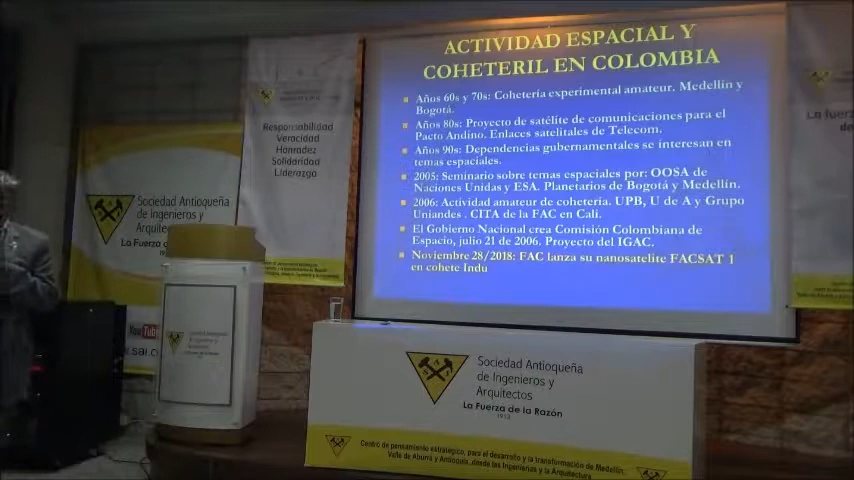 ACTIVIDAD ESPACIAL Y
COHETERIL EN COLOMBIA
Años 60s y 70s: Cohetería experimental amateur. Medellín y
Bogotá.
Años 80s: Proyecto de satélite de comunicaciones para el
Pacto Andino. Enlaces satelitales de Telecom.
Años 90s: Dependencias gubernamentales se interesan en
temas espaciales.
2005: Seminario sobre temas espaciales por: OOSA de
Naciones Unidas y ESA. Planetarios de Bogotá y Medellín.
2006: Actividad amateur de cohetería. UPB, U de A y Grupo
Uniandes . CITA de la FAC en Cali.
El Gobierno Nacional crea Comisión Colombiana de
Espacio, julio 21 de 2006. Proyecto del IGAC.
Noviembre 28/2018: FAC lanza su nanosatelite FACSAT 1
en cohete Indu
Responsabilidad
Veracidad
Honradez
Solidaridad
Liderazgo
Sociedad Antioqueña
de Ingenieros y
Arquitec
La Fuerza
YouTube
.sai.c
La fuerz
de
Sociedad Antioqueña
de Ingenieros y
Arquitectos
La Fuerza de la Razón
1913
Centro de pensamiento estratégico, para el desarrollo y la transformación de Medellín,
Valle de Aburrá y Antioquia, desde las Ingenierías y la Arquitectura